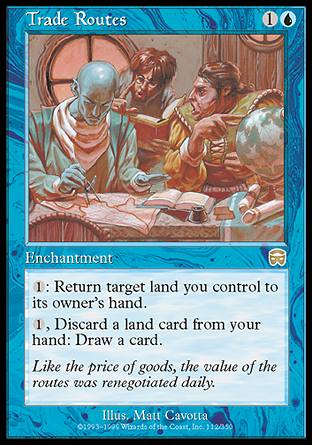 Trade Routes 1
Enchantment
1: Return target land you control to
its owner's hand.
1, Discard a land card from your
hand: Draw a card.
Like the price of goods, the value of the
routes was renegotiated daily.
Illus. Matt Cavotta
©1993–1999 Wizards of the Coast, Inc. 112/350